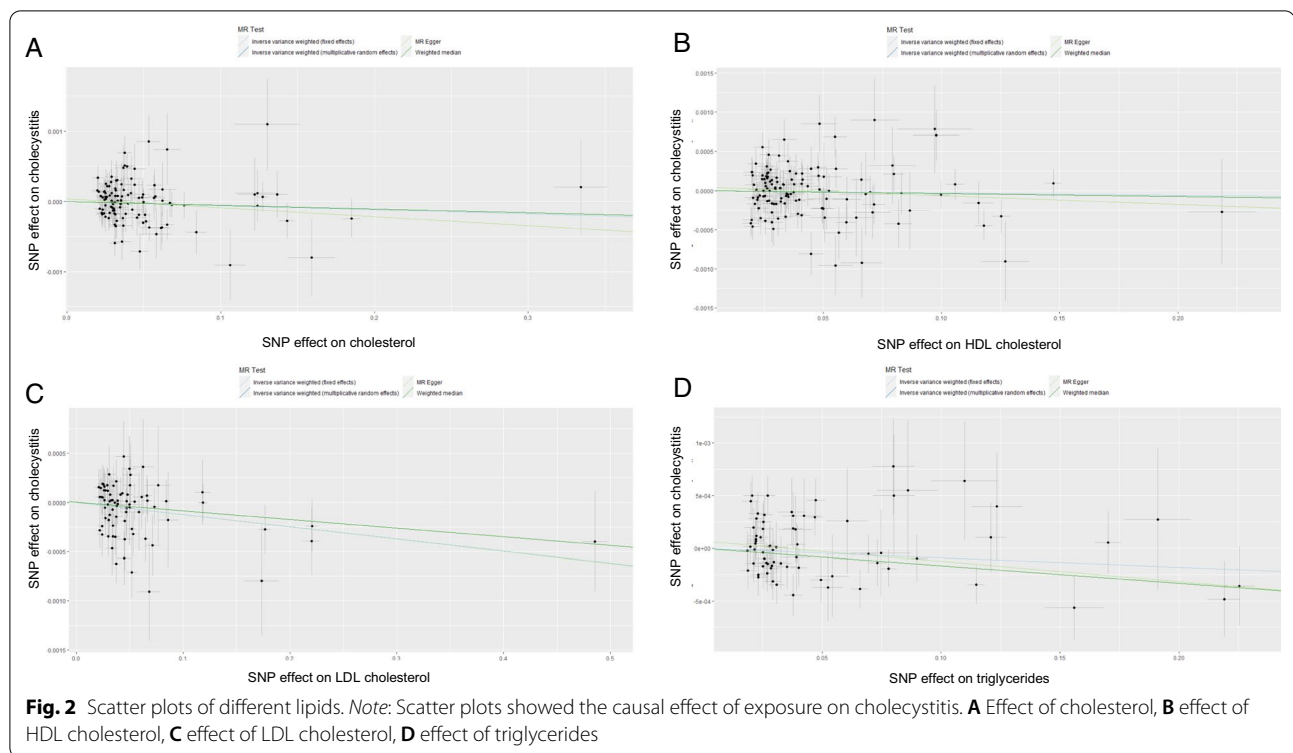 A
MR Test
Inverse variance weighted (fixed effects)
MR Egger
Inverse variance weighted (multiplicative random effects)
Weighted median
SNP effect on cholecystitis
0.001
0.000
-0.001
0.0
0.1
0.2
0.3
SNP effect on cholesterol
B
MR Test
Inverse variance weighted (fixed effects)
MR Egger
Inverse variance weighted (multiplicative random effects)
Weighted median
SNP effect on cholecystitis
0.0015
0.0010
0.0005
0.0000
-0.0005
-0.0010
-0.0015
0.05
0.10
0.15
0.20
SNP effect on HDL cholesterol
C
MR Test
Inverse variance weighted (fixed effects)
MR Egger
Inverse variance weighted (multiplicative random effects)
Weighted median
SNP effect on cholecystitis
0.0005
0.0000
-0.0005
-0.0010
-0.0015
0.0
0.1
0.4
0.5
SNP effect on LDL cholesterol
D
MR Test
Inverse variance weighted (fixed effects)
MR Egger
Inverse variance weighted (multiplicative random effects)
Weighted median
SNP effect on cholecystitis
1e-03
5e-04
-5e-04
0.05
0.10
0.15
0.20
SNP effect on triglycerides
Fig. 2 Scatter plots of different lipids. Note: Scatter plots showed the causal effect of exposure on cholecystitis. A Effect of cholesterol, B effect of
HDL cholesterol, C effect of LDL cholesterol, D effect of triglycerides